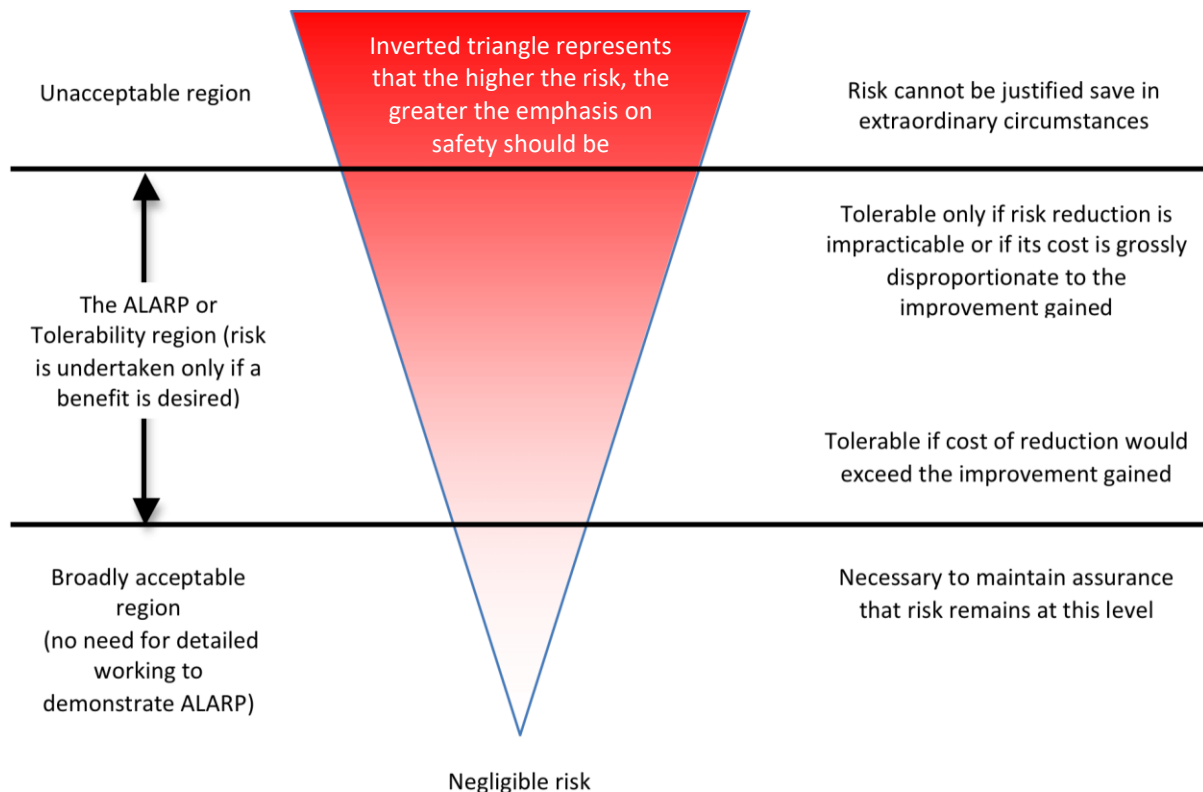 Unacceptable region
Inverted triangle represents
that the higher the risk, the
greater the emphasis on
safety should be
Risk cannot be justified save in
extraordinary circumstances
The ALARP or
Tolerability region (risk
is undertaken only if a
benefit is desired)
Tolerable only if risk reduction is
impracticable or if its cost is grossly
disproportionate to the
improvement gained
Tolerable if cost of reduction would
exceed the improvement gained
Broadly acceptable
region
(no need for detailed
working to
demonstrate ALARP)
Necessary to maintain assurance
that risk remains at this level
Negligible risk